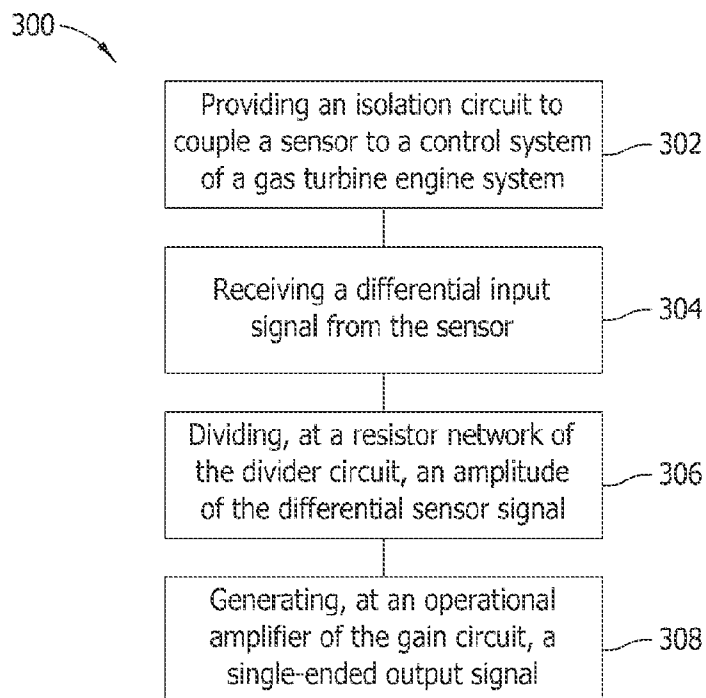 300
Providing an isolation circuit to
couple a sensor to a control system
of a gas turbine engine system
302
Receiving a differential input
signal from the sensor
304
Dividing, at a resistor network of
the divider circuit, an amplitude
of the differential sensor signal
306
Generating, at an operational
amplifier of the gain circuit, a
single-ended output signal
308